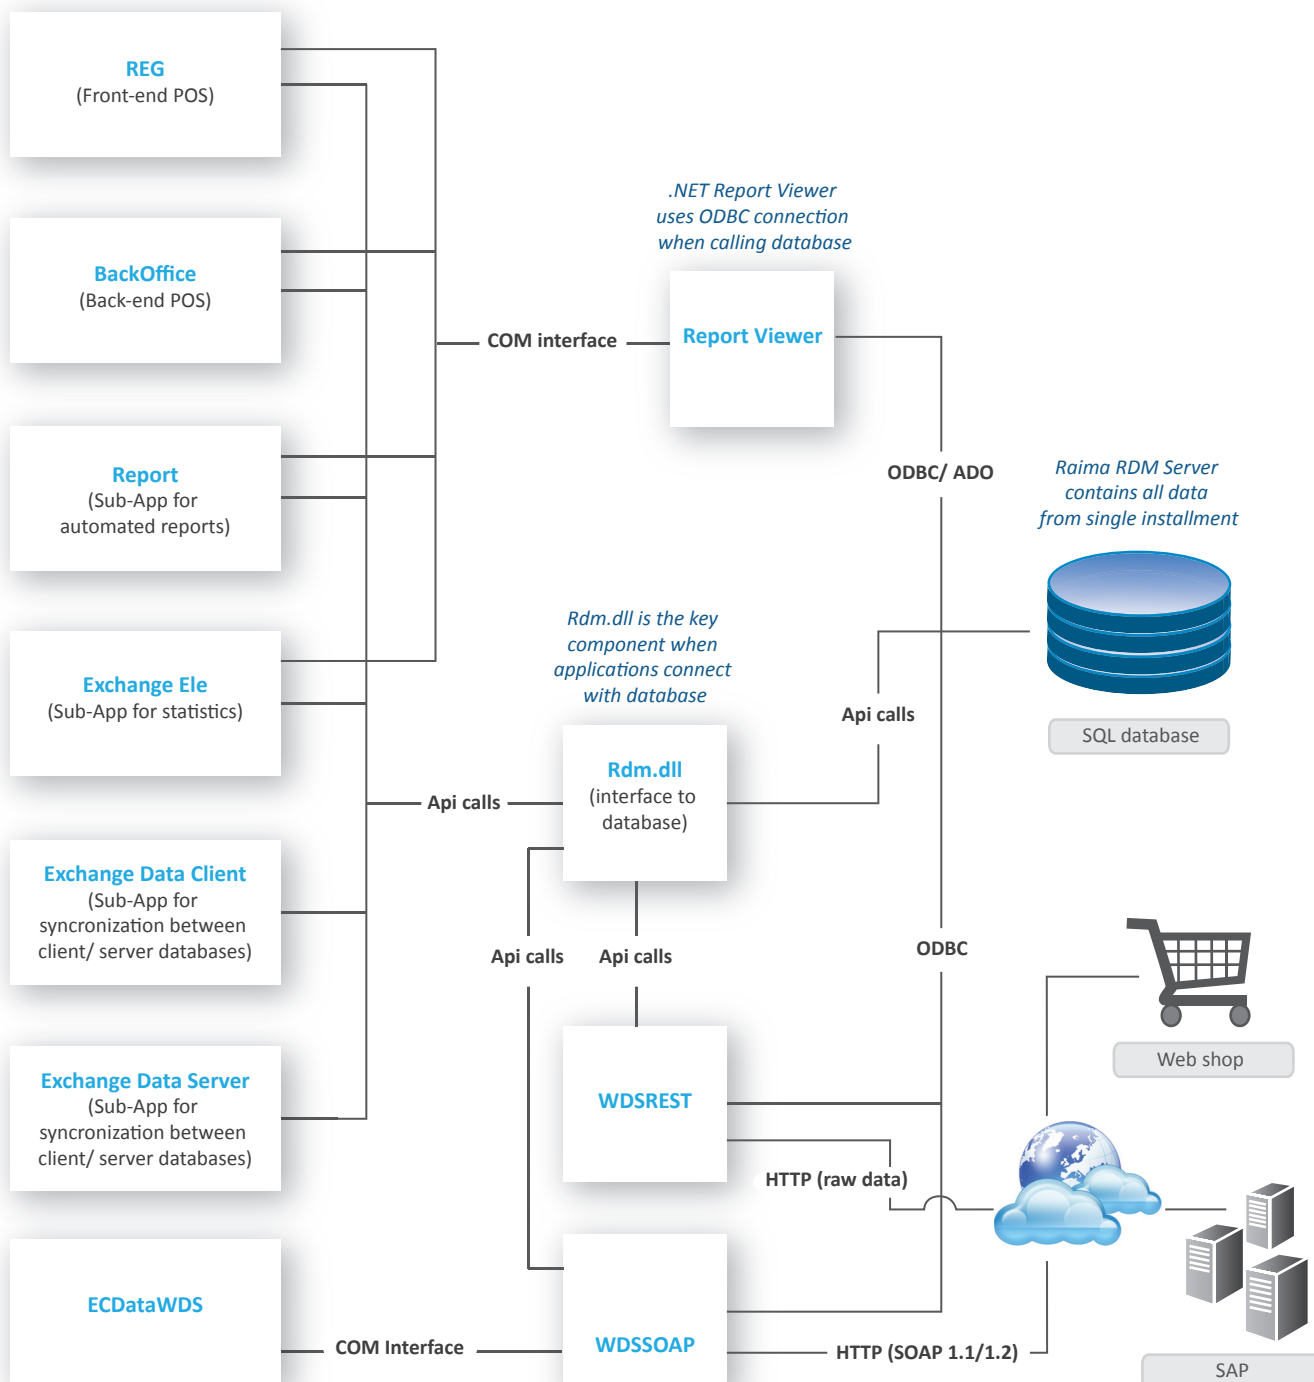 REG
(Front-end POS)
BackOffice
(Back-end POS)
Report
(Sub-App for
automated reports)
Exchange Ele
(Sub-App for statistics)
Exchange Data Client
(Sub-App for
syncronization between
client/ server databases)
Exchange Data Server
(Sub-App for
syncronization between
client/ server databases)
ECDataWDS
COM interface
.NET Report Viewer
uses ODBC connection
when calling database
Report Viewer
ODBC/ ADO
Raima RDM Server
contains all data
from single installment
SQL database
Rdm.dll is the key
component when
applications connect
with database
Api calls
Rdm.dll
(interface to
database)
Api calls
Api calls
Api calls
ODBC
WDSREST
HTTP (raw data)
Web shop
COM Interface
WDSSOAP
HTTP (SOAP 1.1/1.2)
SAP